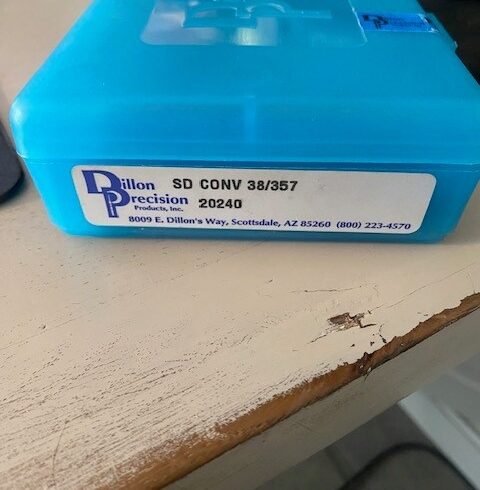 Dillon Precision
Products, Inc.
SD CONV 38/357
20240
8009 E. Dillon's Way, Scottsdale, AZ 85260 (800) 223-4570